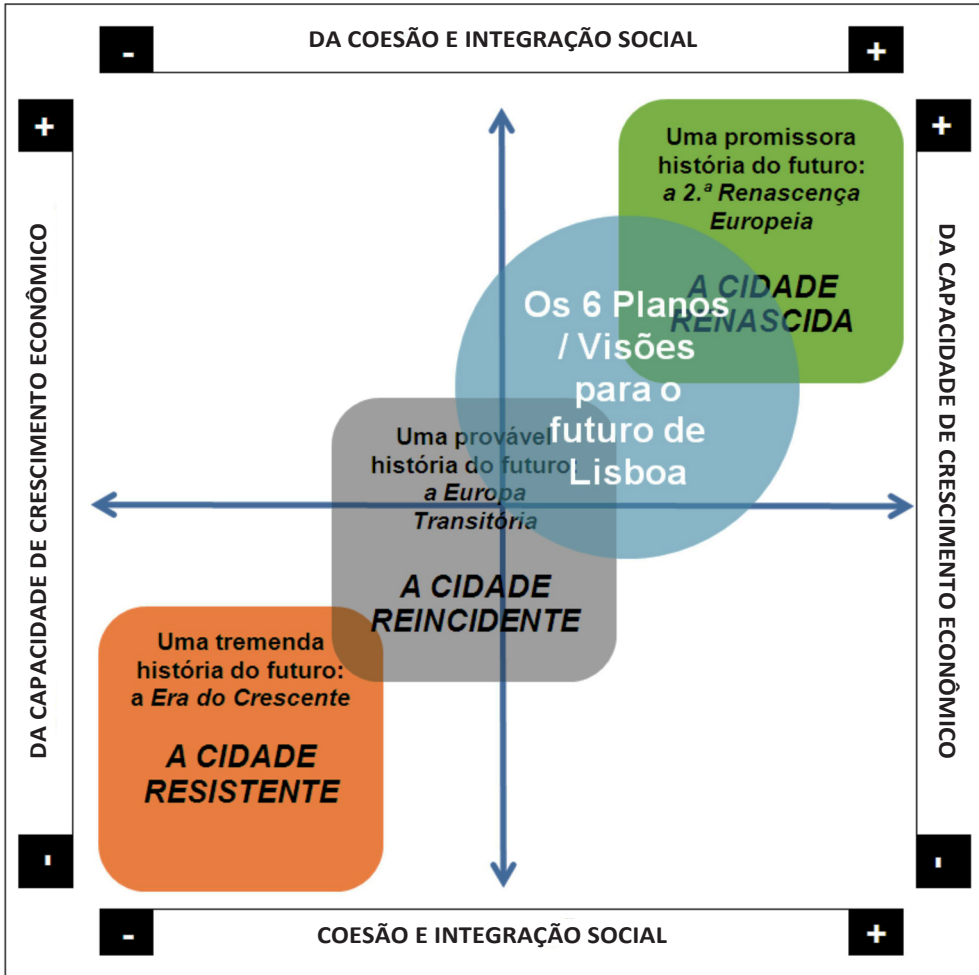 DA COESÃO E INTEGRAÇÃO SOCIAL
-
+
+
+
DA CAPACIDADE DE CRESCIMENTO ECONÔMICO
DA CAPACIDADE DE CRESCIMENTO ECONÔMICO
Uma promissora
história do futuro:
a 2.ª Renascença
Europeia
A CIDADE
RENASCIDA
Os 6 Planos
/ Visões
para o
futuro de
Lisboa
Uma provável
história do futuro:
a Europa
Transitória
A CIDADE
REINCIDENTE
Uma tremenda
história do futuro:
a Era do Crescente
A CIDADE
RESISTENTE
-
-
-
COESÃO E INTEGRAÇÃO SOCIAL
+